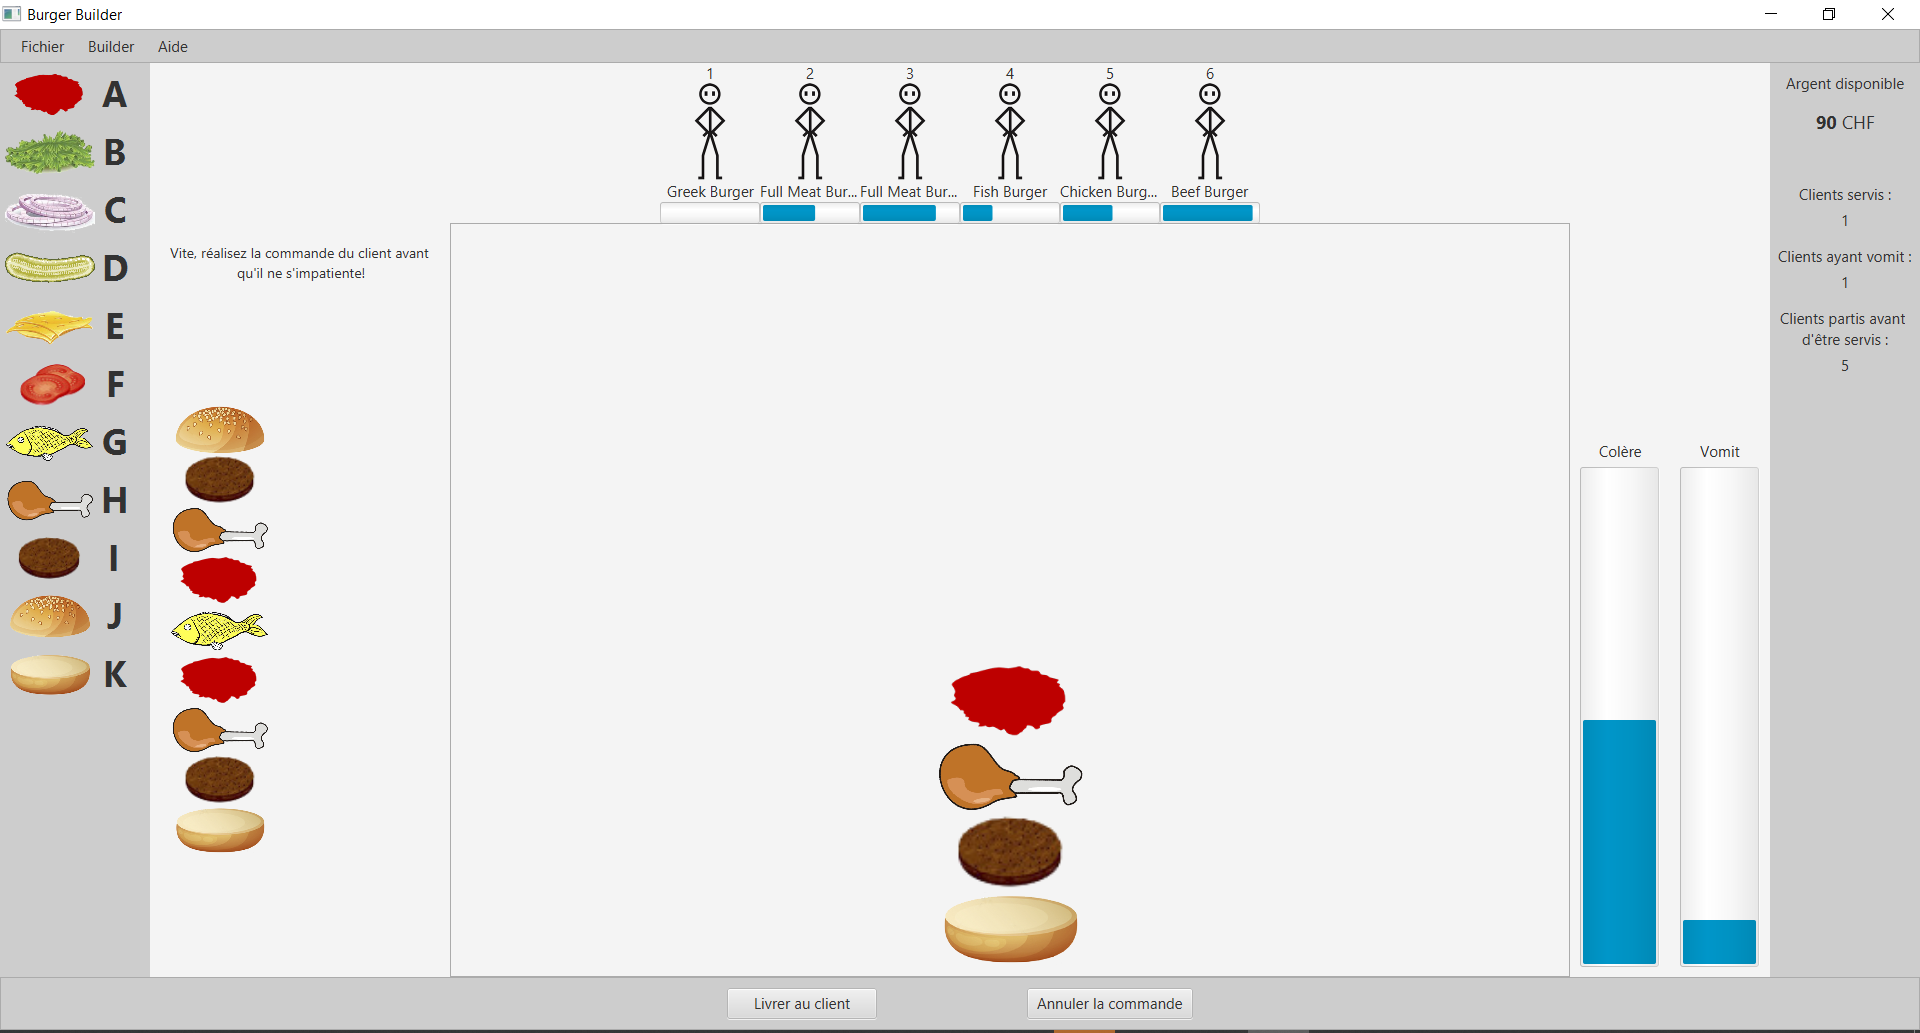 Burger Builder
Fichier Builder Aide
A
B
C
D
E
F
G
H
I
J
K
1 2 3 4 5 6
Greek Burger Full Meat Bur... Full Meat Bur... Fish Burger Chicken Burg... Beef Burger
Vite, réalisez la commande du client avant
qu'il ne s'impatiente!
Colère Vomit
Argent disponible
90 CHF
Clients servis :
1
Clients ayant vomit :
1
Clients partis avant
d'être servis :
5
Livrer au client Annuler la commande